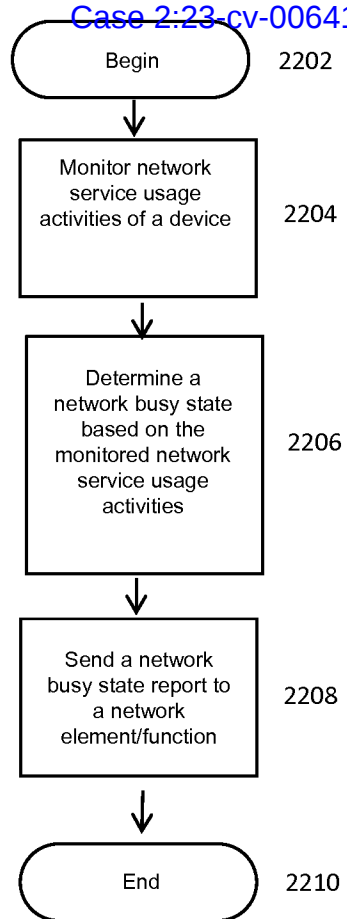 Case 2:23-cv-00641
Begin
2202
Monitor network
service usage
activities of a device
2204
Determine a
network busy state
based on the
monitored network
service usage
activities
2206
Send a network
busy state report to
a network
element/function
2208
End
2210